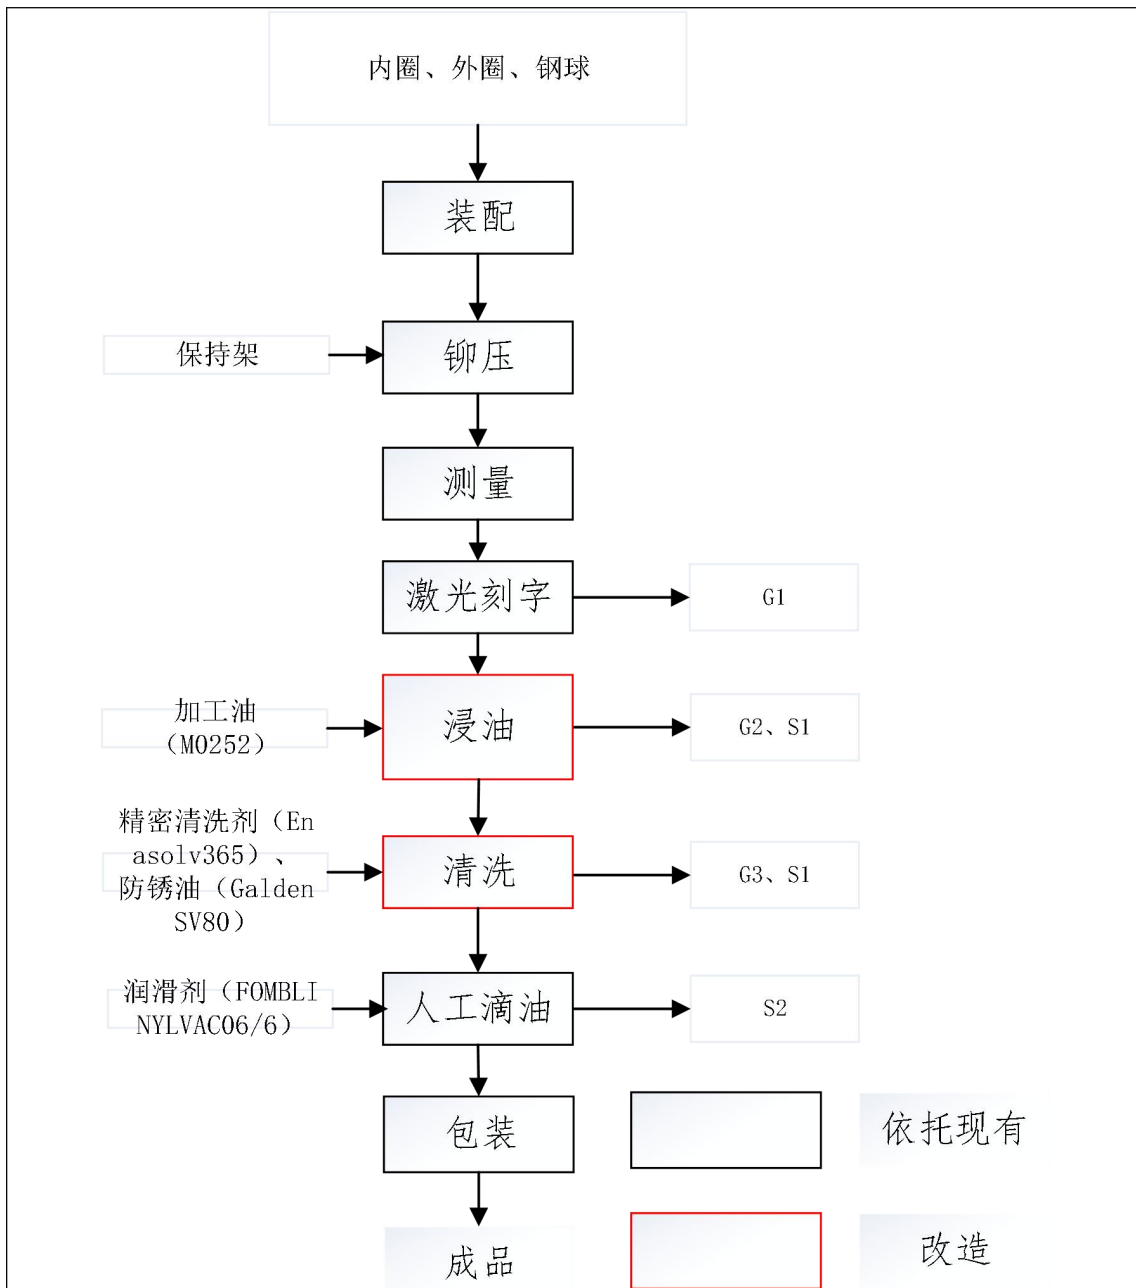 内圈、外圈、钢球
装配
保持架
铆压
测量
激光刻字
G1
加工油
（MO252）
浸油
G2、S1
精密清洗剂（En
asolv365）、
防锈油（Galden
SV80）
清洗
G3、S1
润滑剂（FOMBLI
NYLVAC06/6）
人工滴油
S2
包装
依托现有
成品
改造